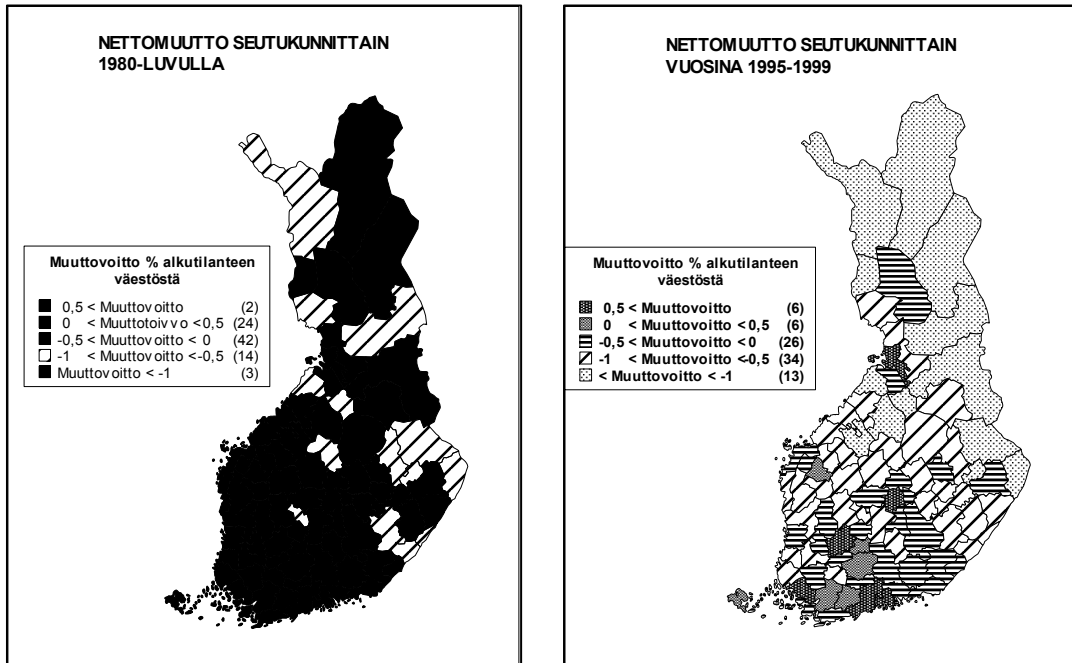 NETTOMUUTTO SEUTUKUNNITTAIN
1980-LUVULLA
Muuttovoitto % alkutilanteen
väestöstä
0,5 < Muuttovoitto (2)
0 < Muuttotoivvo <0,5 (24)
-0,5 < Muuttovoitto < 0 (42)
-1 < Muuttovoitto <-0,5 (14)
Muuttovoitto < -1 (3)
NETTOMUUTTO SEUTUKUNNITTAIN
VUOSINA 1995-1999
Muuttovoitto % alkutilanteen
väestöstä
0,5 < Muuttovoitto (6)
0 < Muuttovoitto < 0,5 (6)
-0,5 < Muuttovoitto < 0 (26)
-1 < Muuttovoitto <-0,5 (34)
< Muuttovoitto < -1 (13)